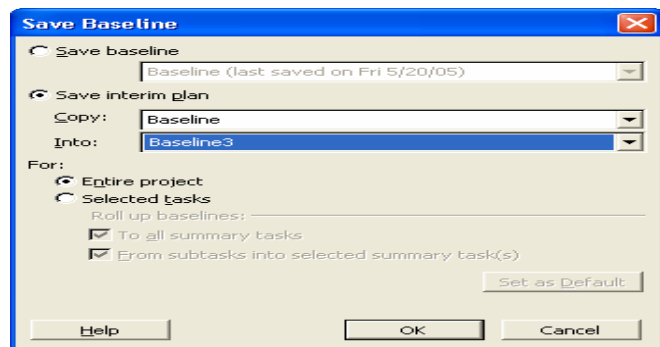 Save Baseline
Save baseline
Baseline (last saved on Fri 5/20/05)
Save interim plan
Copy: Baseline
Into: Baseline3
For:
Entire project
Selected tasks
Roll up baselines:
To all summary tasks
From subtasks into selected summary task(s)
Set as Default
Help OK Cancel